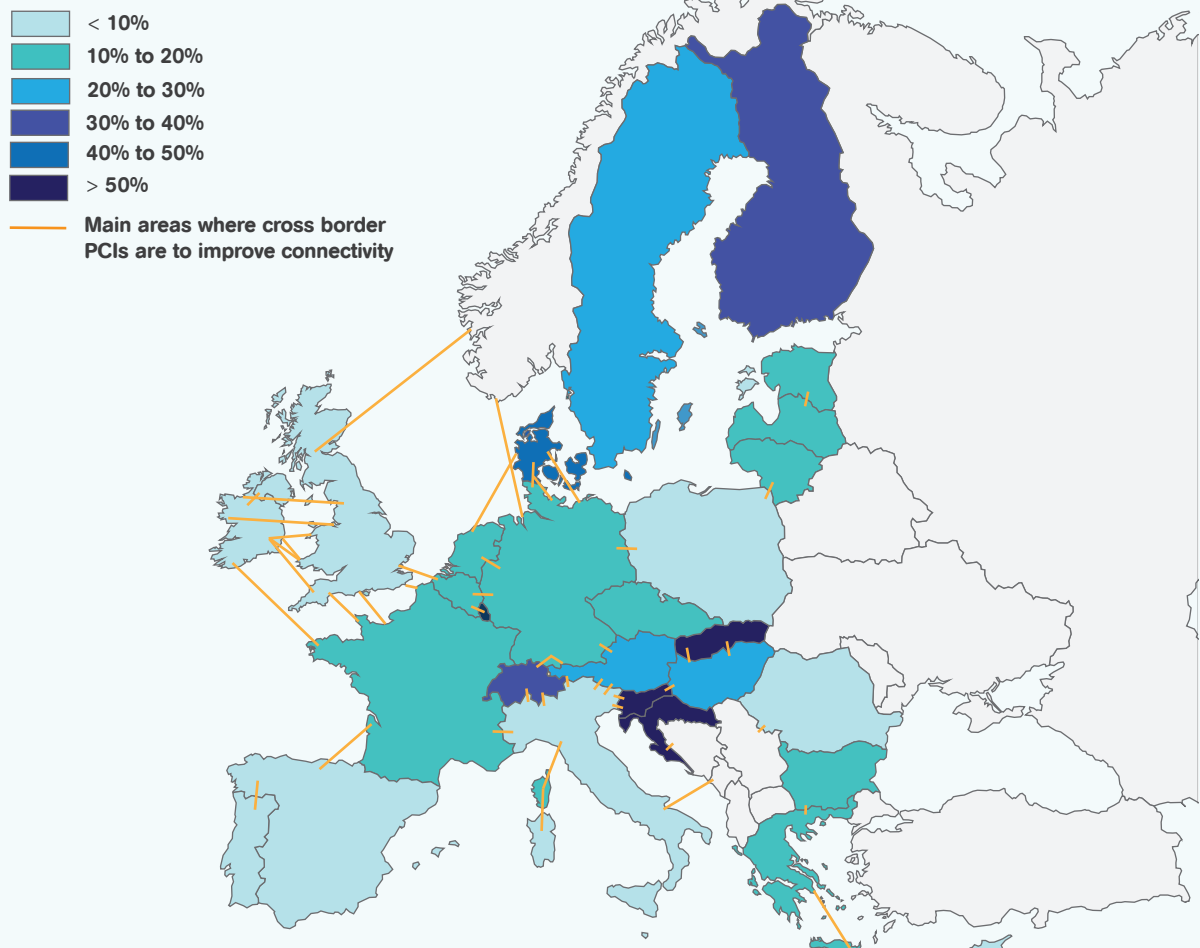 < 10%
10% to 20%
20% to 30%
30% to 40%
40% to 50%
> 50%
Main areas where cross border
PCIs are to improve connectivity